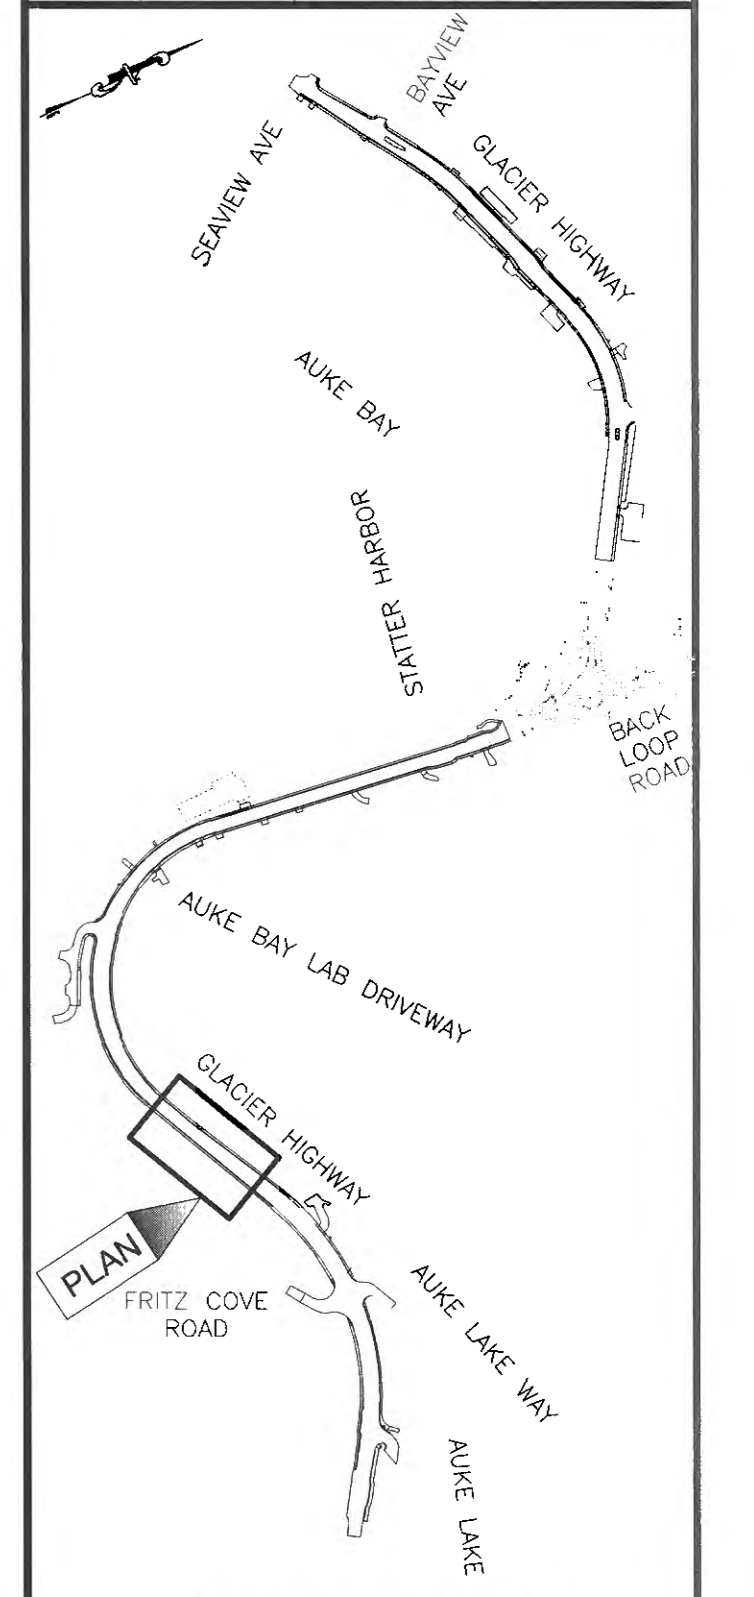 BAYVIEW
AVE
SEAVIEW AVE
GLACIER HIGHWAY
AUKE BAY
STATTER HARBOR
BACK
LOOP
ROAD
AUKE BAY LAB DRIVEWAY
GLACIER HIGHWAY
PLAN
FRITZ COVE
ROAD
AUKE LAKE WAY
AUKE LAKE